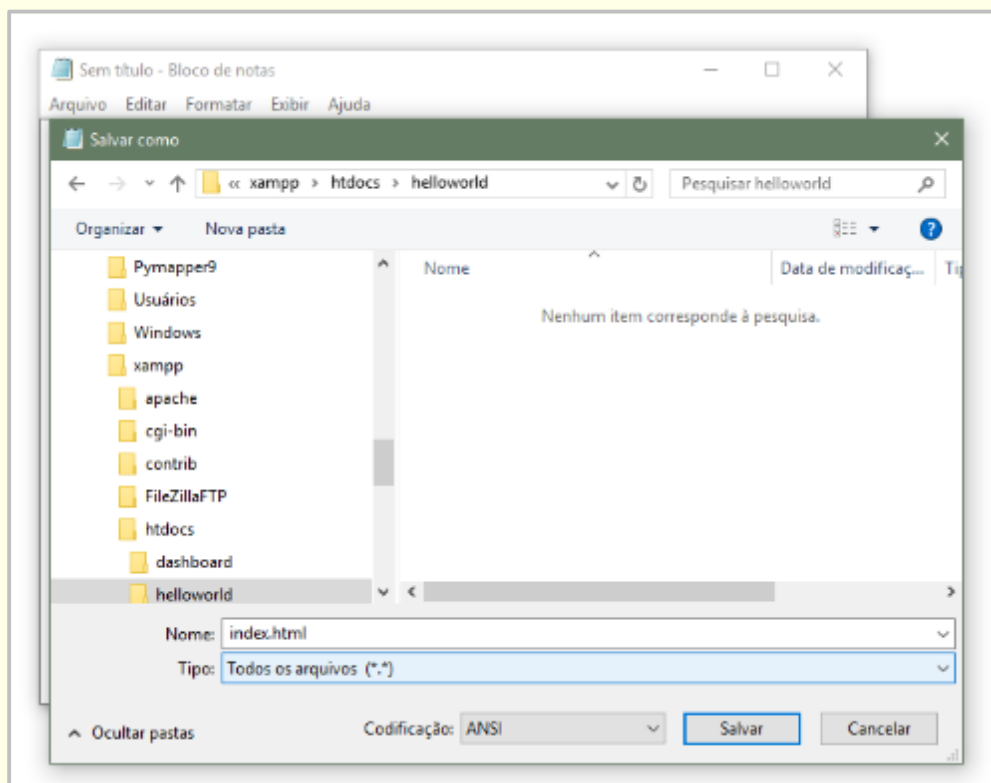 Sem título - Bloco de notas
Arquivo Editar Formatar Exibir Ajuda
Salvar como
« xampp > htdocs > helloworld
Pesquisar helloworld
Organizar Nova pasta
?
Nome Data de modificaç... Tip
Pymapper9
Usuários
Windows
xampp
apache
cgi-bin
contrib
FileZillaFTP
htdocs
dashboard
helloworld
Nenhum item corresponde à pesquisa.
Nome: index.html
Tipo: Todos os arquivos (*.*)
Ocultar pastas
Codificação: ANSI
Salvar
Cancelar